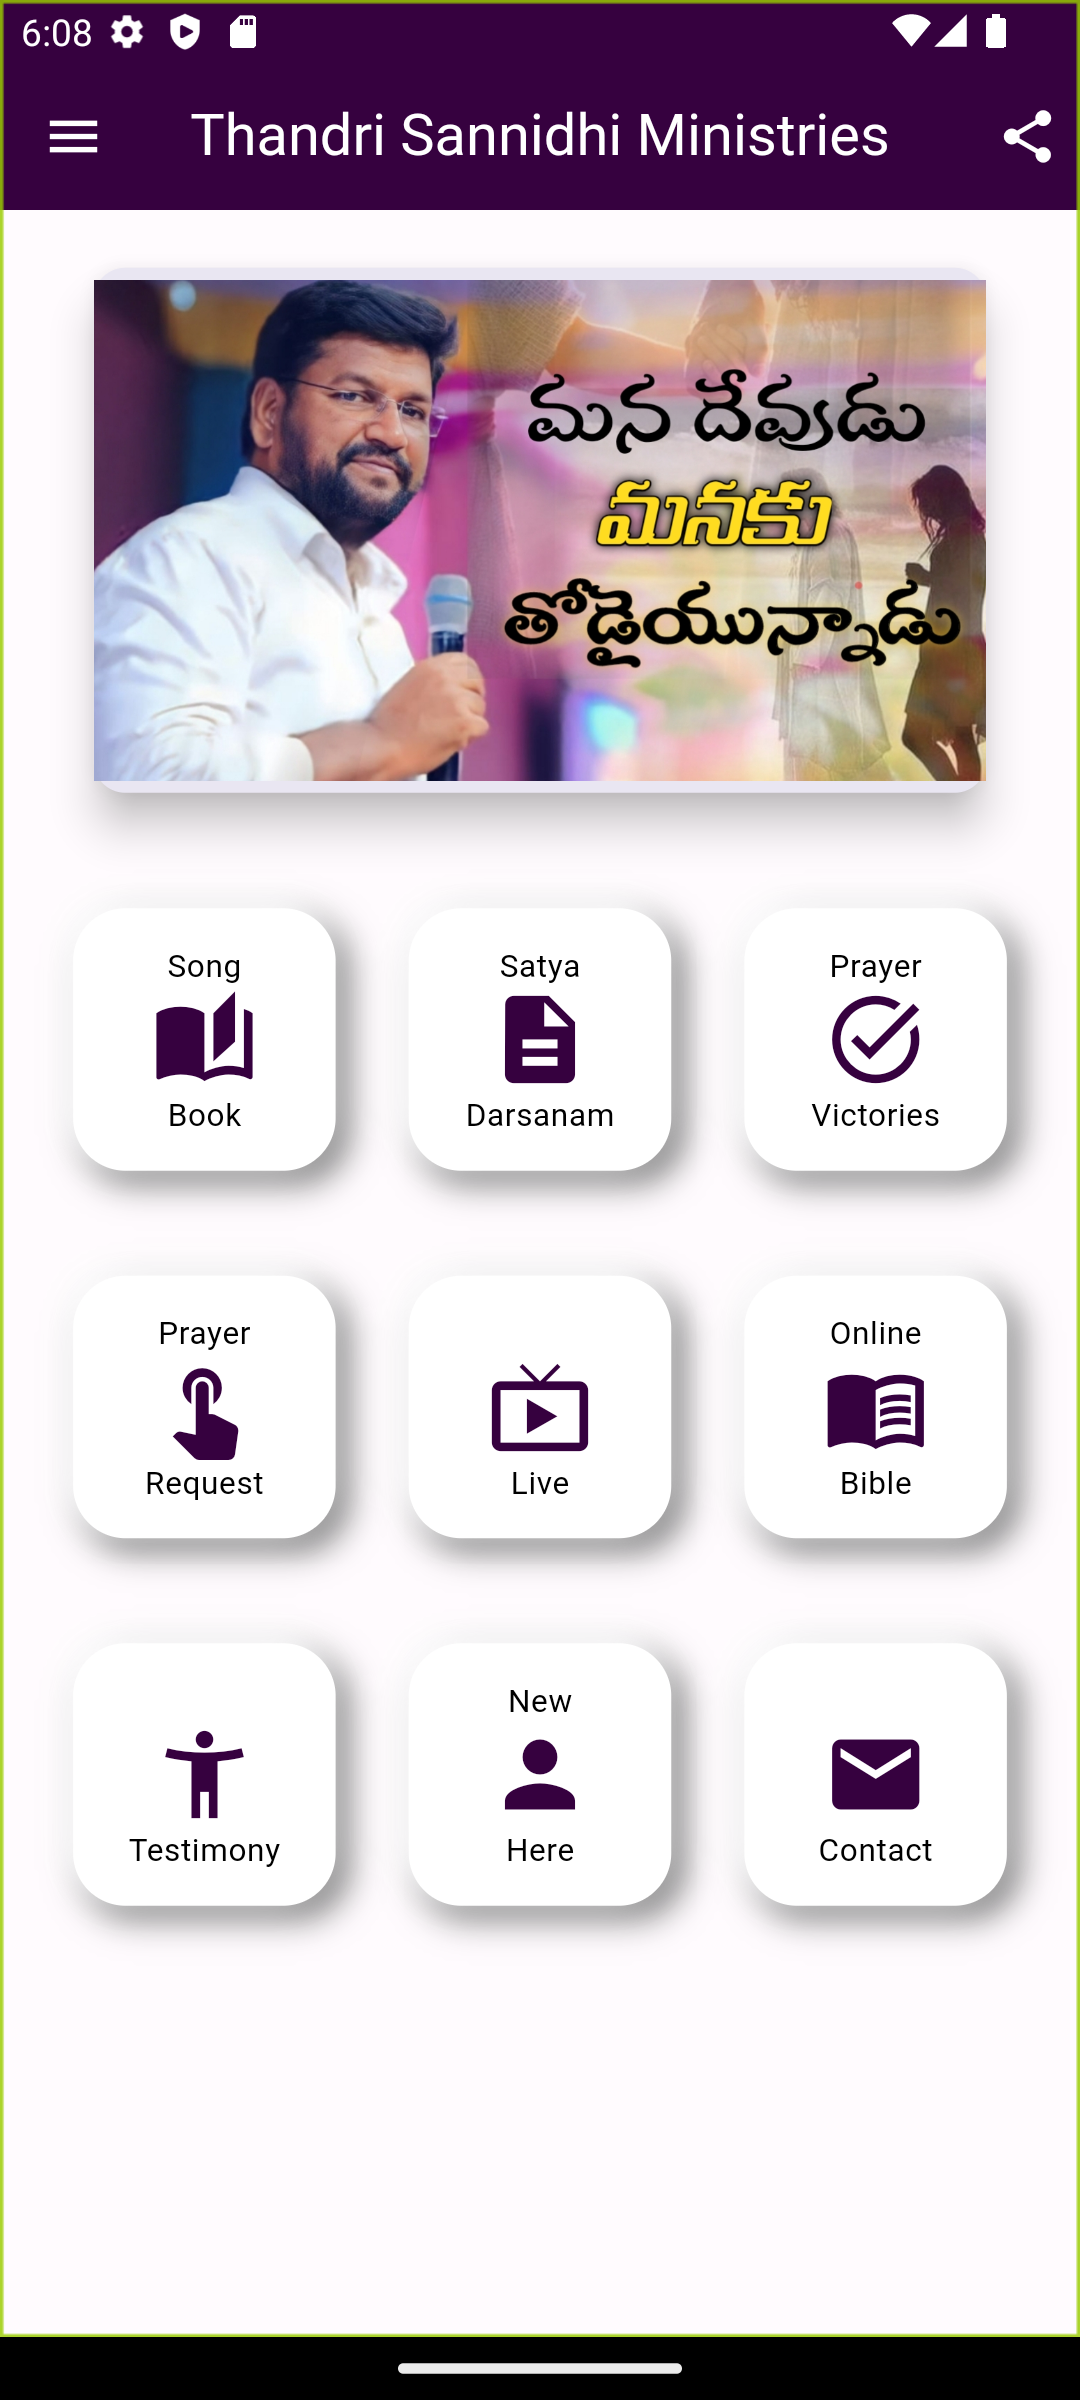 6:08
Thandri Sannidhi Ministries
మన దేవుడు
మనకు
తోడైయున్నాడు
Song
Book
Satya
Darsanam
Prayer
Victories
Prayer
Request
Live
Online
Bible
Testimony
New
Here
Contact